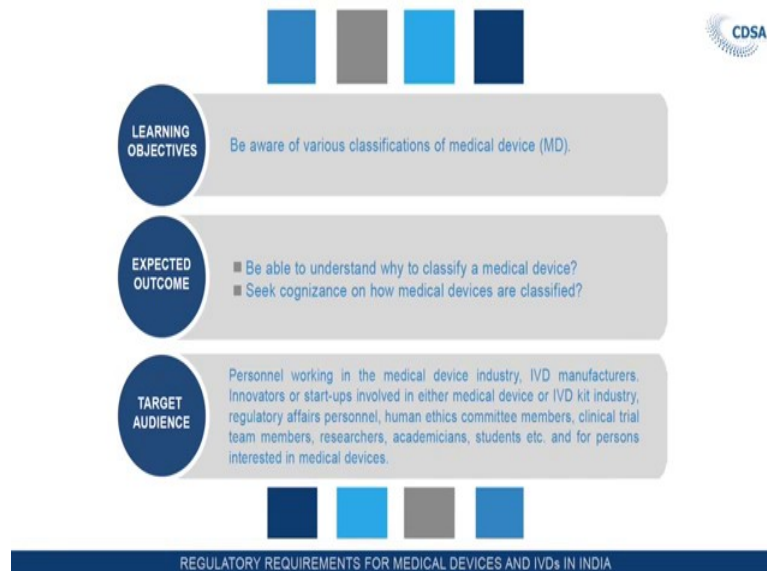 CDSA
LEARNING
OBJECTIVES
Be aware of various classifications of medical device (MD).
EXPECTED
OUTCOME
Be able to understand why to classify a medical device?
Seek cognizance on how medical devices are classified?
TARGET
AUDIENCE
Personnel working in the medical device industry, IVD manufacturers.
Innovators or start-ups involved in either medical device or IVD kit industry,
regulatory affairs personnel, human ethics committee members, clinical trial
team members, researchers, academicians, students etc. and for persons
interested in medical devices.
REGULATORY REQUIREMENTS FOR MEDICAL DEVICES AND IVDs IN INDIA